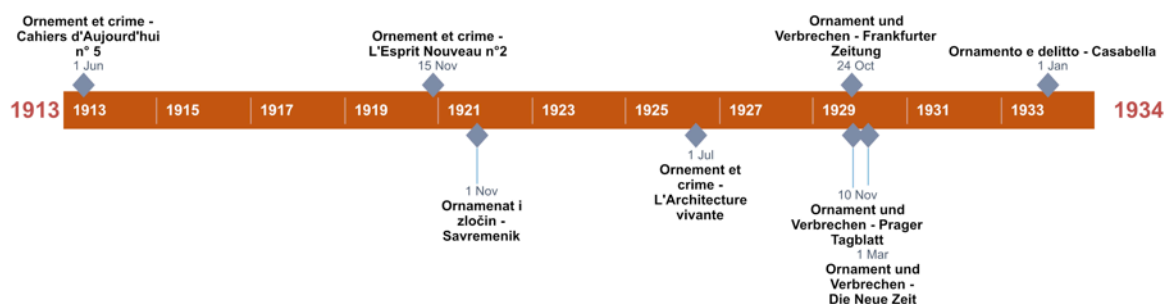 Ornement et crime -
Cahiers d'Aujourd'hui
n° 5
1 Jun
Ornement et crime -
L'Esprit Nouveau n°2
15 Nov
Ornament und
Verbrechen - Frankfurter
Zeitung
24 Oct
Ornamento e delitto - Casabella
1 Jan
1913
1913
1915
1917
1919
1921
1923
1925
1927
1929
1931
1933
1934
1 Nov
Ornamenat i
zločin -
Savremenik
1 Jul
Ornement et
crime -
L'Architecture
vivante
10 Nov
Ornament und
Verbrechen - Prager
Tagblatt
1 Mar
Ornament und
Verbrechen -
Die Neue Zeit